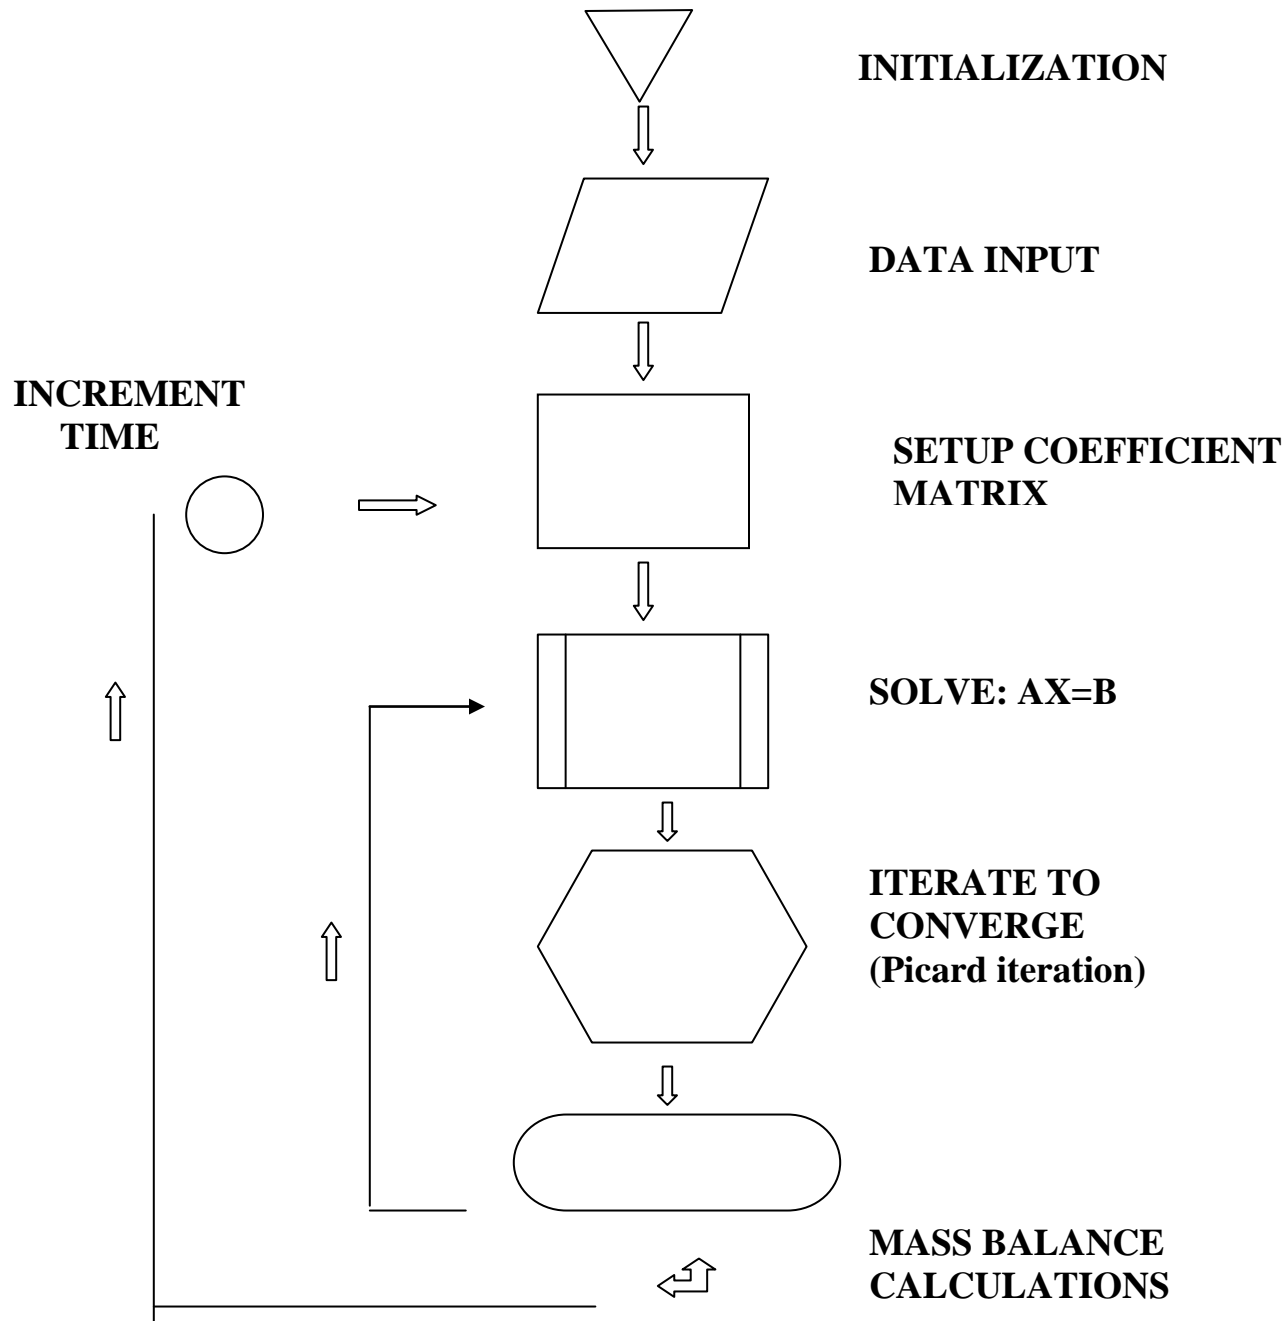 INITIALIZATION
DATA INPUT
INCREMENT
TIME
SETUP COEFFICIENT
MATRIX
SOLVE: AX=B
ITERATE TO
CONVERGE
(Picard iteration)
MASS BALANCE
CALCULATIONS